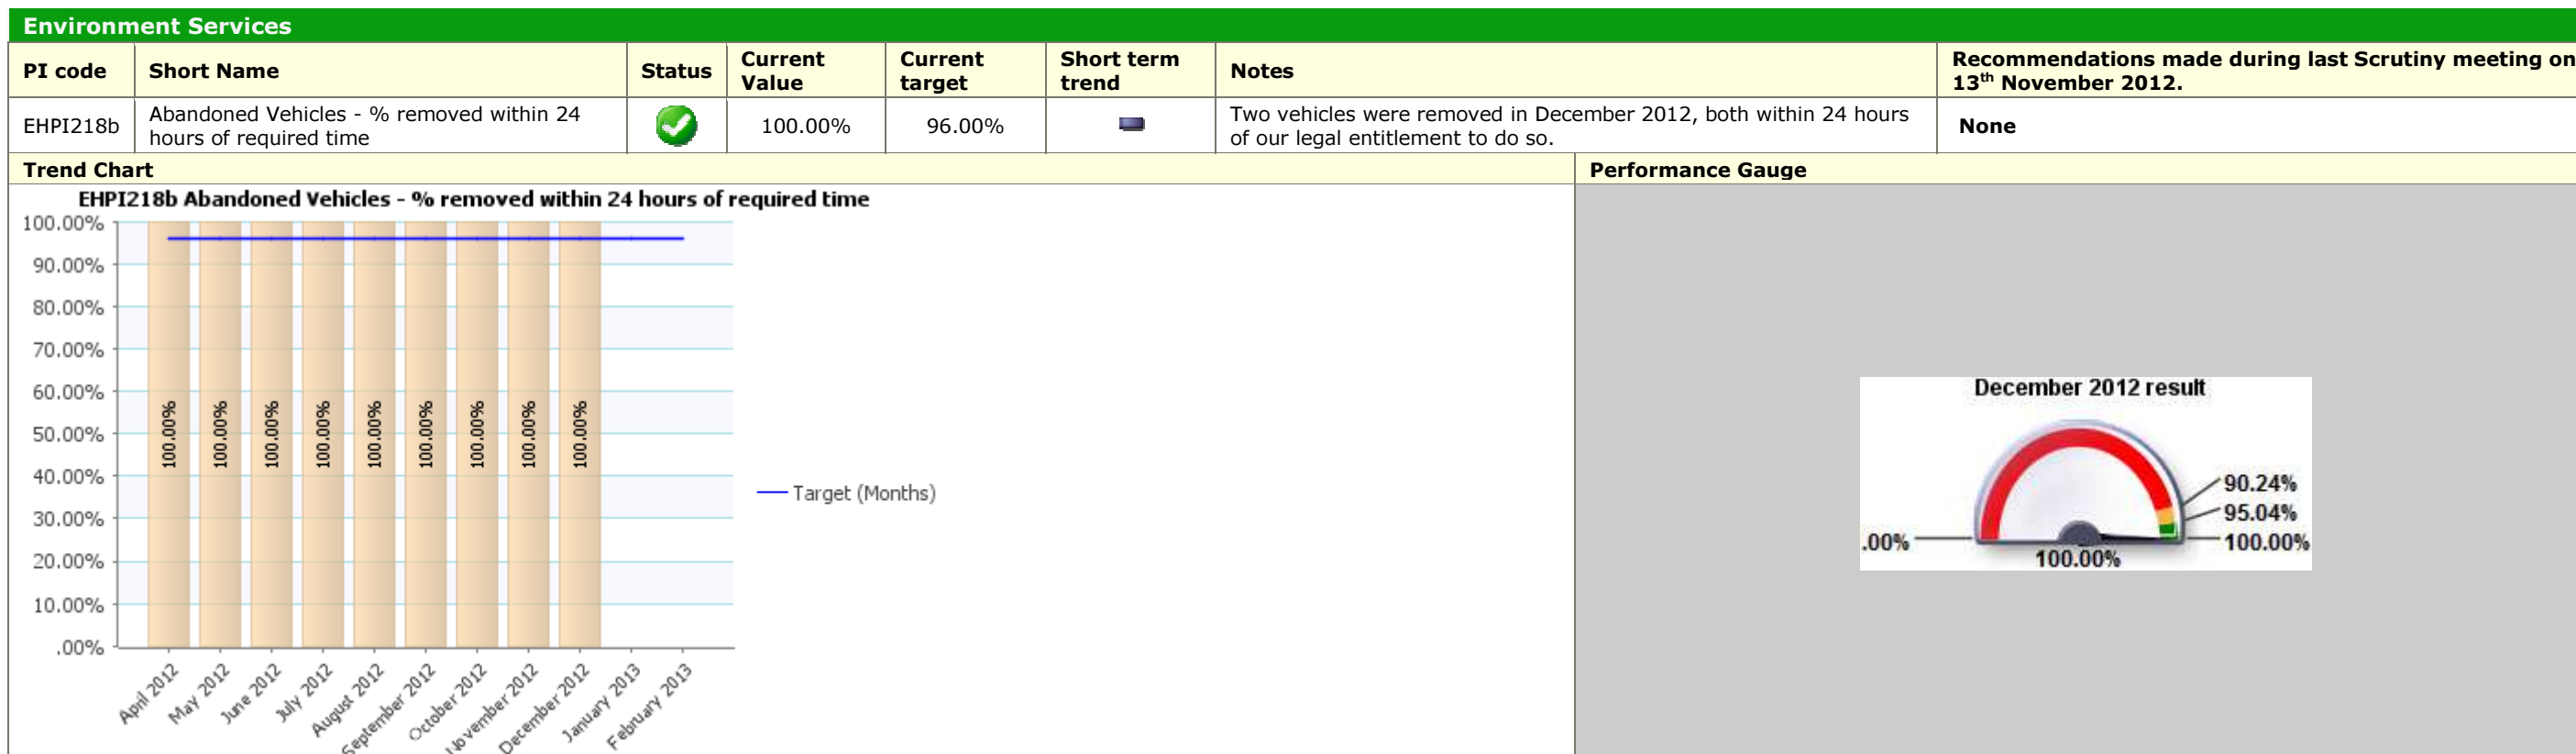 Environment Services
PI code
Short Name
Status
Current
Value
Current
target
Short term
trend
Notes
Recommendations made during last Scrutiny meeting on
13th November 2012.
EHPI218b
Abandoned Vehicles - % removed within 24
hours of required time
100.00%
96.00%
Two vehicles were removed in December 2012, both within 24 hours
of our legal entitlement to do so.
None
Trend Chart
Performance Gauge
EHPI218b Abandoned Vehicles - % removed within 24 hours of required time
100.00%
90.00%
80.00%
70.00%
60.00%
50.00%
40.00%
30.00%
20.00%
10.00%
.00%
100.00%
100.00%
100.00%
100.00%
100.00%
100.00%
100.00%
100.00%
100.00%
April 2012
May 2012
June 2012
July 2012
August 2012
September 2012
October 2012
November 2012
December 2012
January 2013
February 2013
Target (Months)
December 2012 result
90.24%
95.04%
100.00%
.00%
100.00%